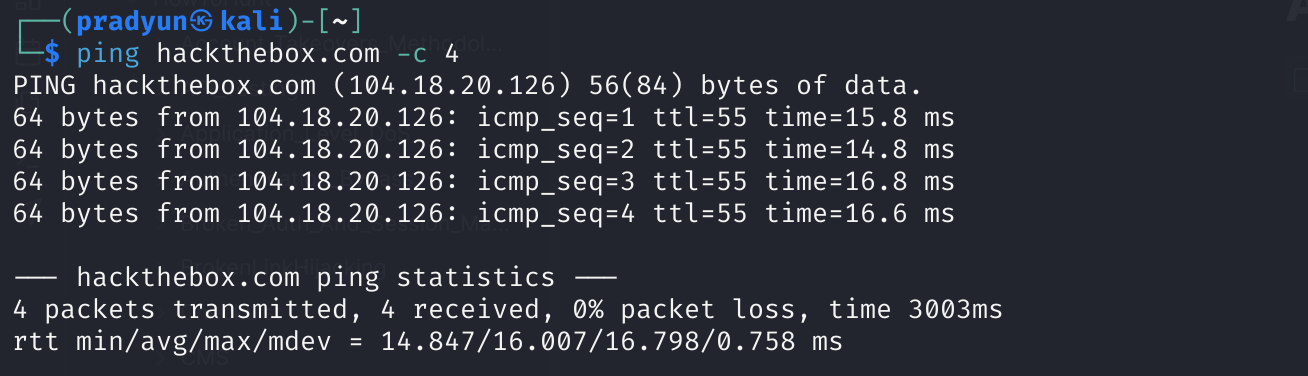 ┌──(pradyun㉿kali)-[~]
└─$ ping hackthebox.com -c 4
PING hackthebox.com (104.18.20.126) 56(84) bytes of data.
64 bytes from 104.18.20.126: icmp_seq=1 ttl=55 time=15.8 ms
64 bytes from 104.18.20.126: icmp_seq=2 ttl=55 time=14.8 ms
64 bytes from 104.18.20.126: icmp_seq=3 ttl=55 time=16.8 ms
64 bytes from 104.18.20.126: icmp_seq=4 ttl=55 time=16.6 ms

--- hackthebox.com ping statistics ---
4 packets transmitted, 4 received, 0% packet loss, time 3003ms
rtt min/avg/max/mdev = 14.847/16.007/16.798/0.758 ms